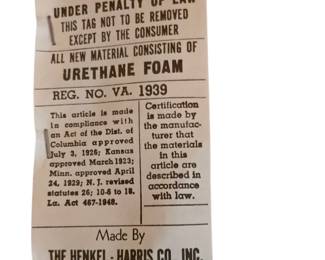 UNDER PENALTY OF LAW
THIS TAG NOT TO BE REMOVED
EXCEPT BY THE CONSUMER
ALL NEW MATERIAL CONSISTING OF
URETHANE FOAM
REG. NO. VA. 1939
This article is made
in compliance with
an Act of the Dist. of
Columbia approved
July 3, 1926; Kansas
approved March 1923;
Minn. approved April
24, 1929; N. J. revised
statutes 26; 10-6 to 18.
La. Act 467-1948.
Certification
is made by
the manufac-
turer that
the materials
in this
article are
described in
accordance
with law.
Made By
THE HENKEL - HARRIS CO., INC.